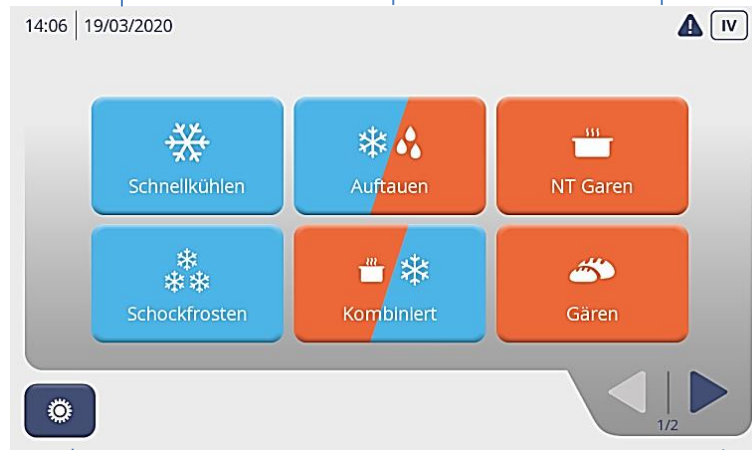 14:06 19/03/2020
IV
Schnellkühlen
Auftauen
NT Garen
Schockfrosten
Kombiniert
Gären
1/2